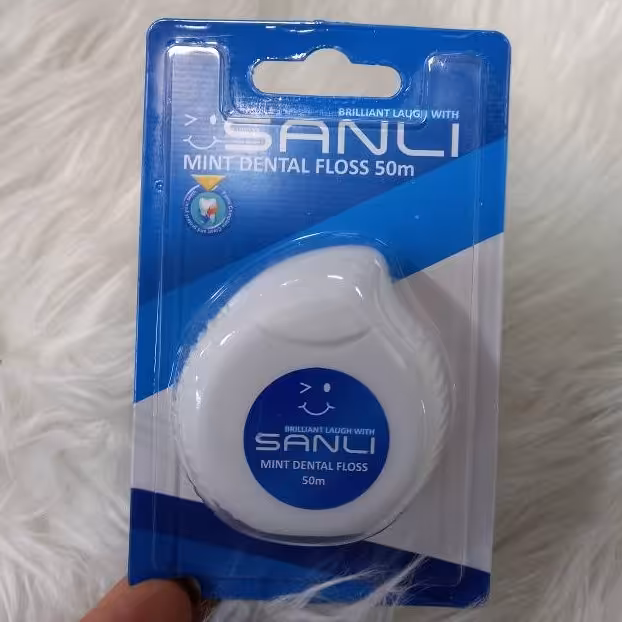 BRILLIANT LAUGH WITH
SANLI
MINT DENTAL FLOSS 50m
BRILLIANT LAUGH WITH
SANLI
MINT DENTAL FLOSS
50m